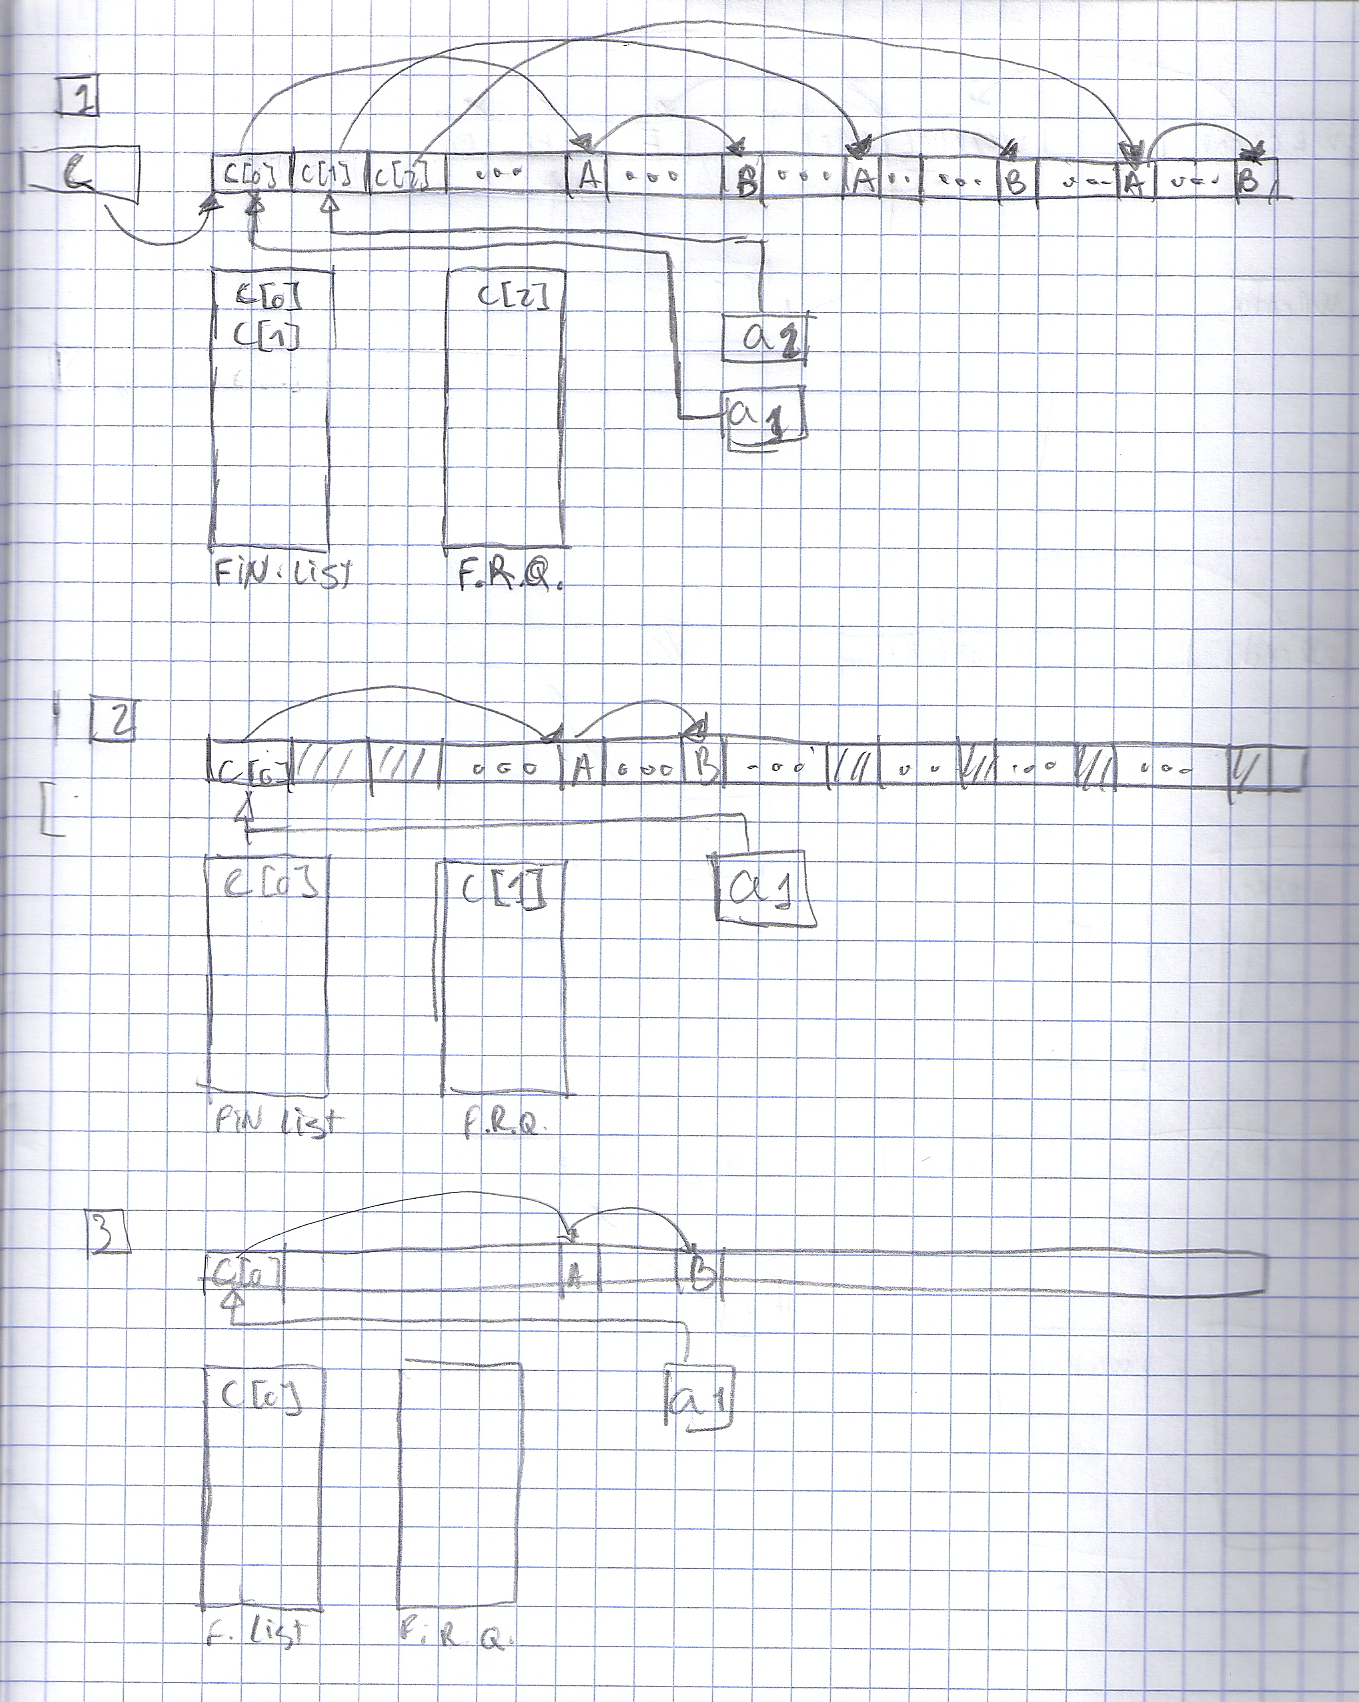 1
C
C[0] C[1] C[2] ... A ... B ... A .. ... B ... A ... B
C[0]
C[1]
C[2]
a2
a1
FIN. LIST
F.R.Q.
2
C[0] ... A ... B ... .. ... ...
C[0]
C[1]
a1
FIN LIST
F.R.Q.
3
C[0] A B
C[0]
a1
F. LIST
F.R.Q.